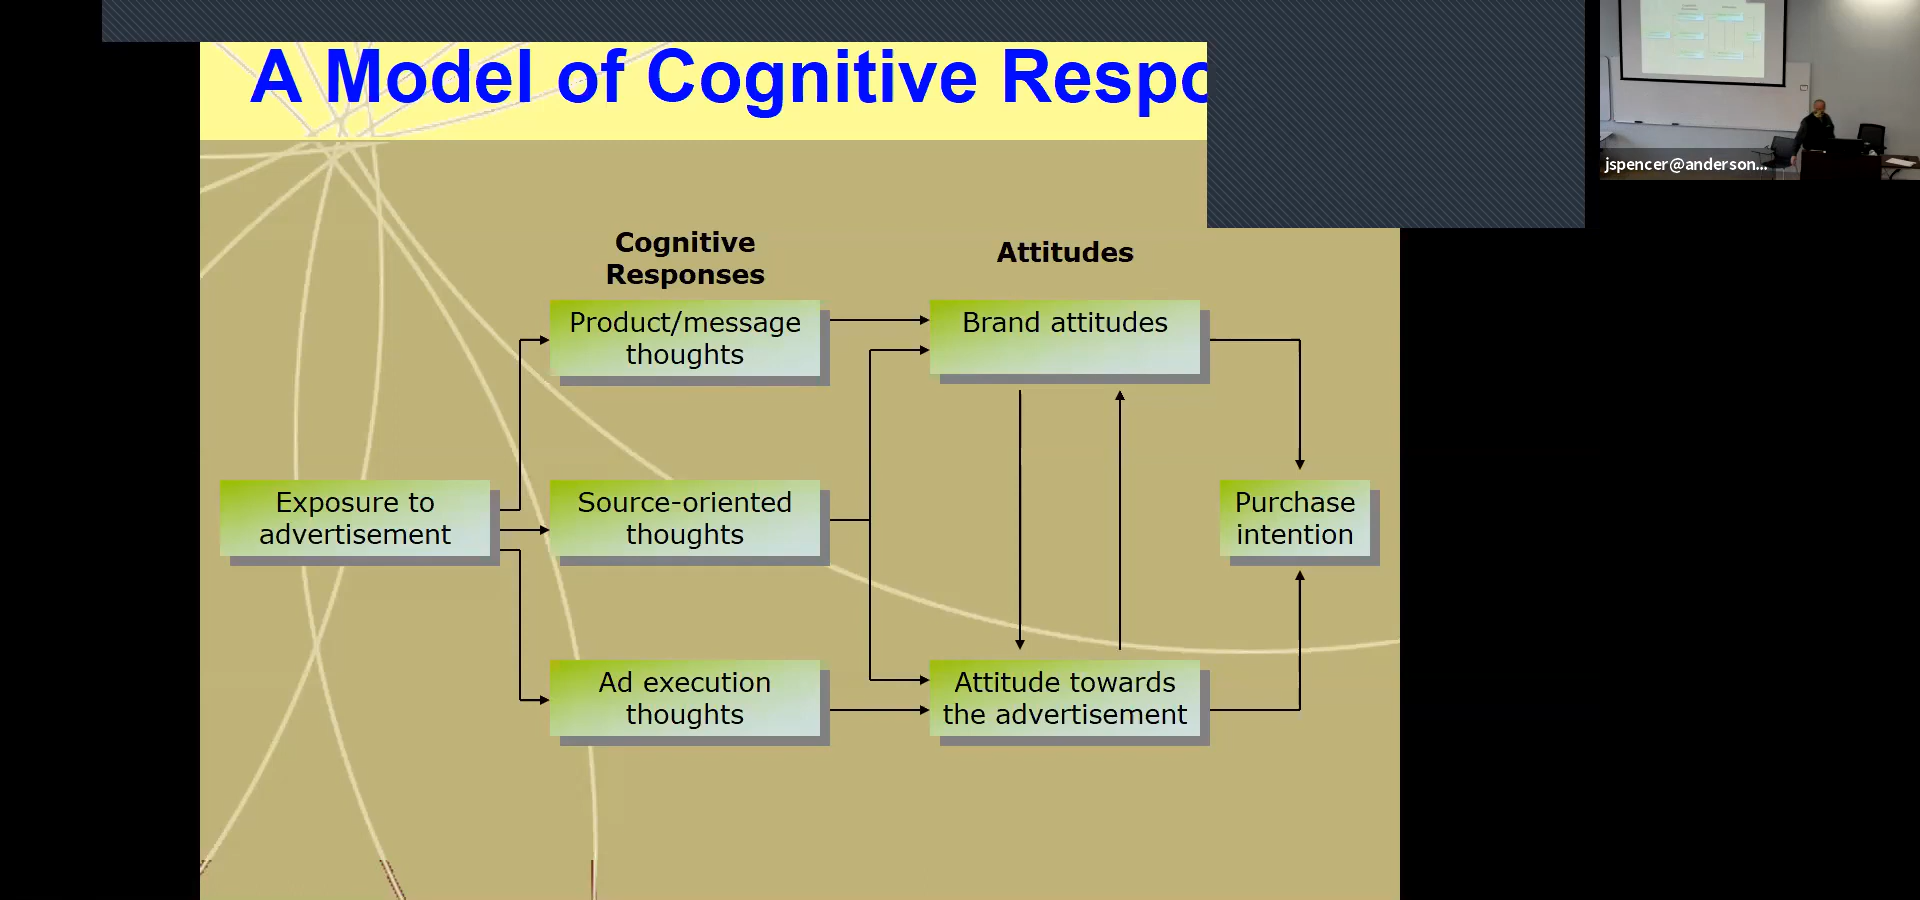 A Model of Cognitive Respo
jspencer@anderson...
Cognitive
Responses
Attitudes
Product/message
thoughts
Brand attitudes
Exposure to
advertisement
Source-oriented
thoughts
Purchase
intention
Ad execution
thoughts
Attitude towards
the advertisement